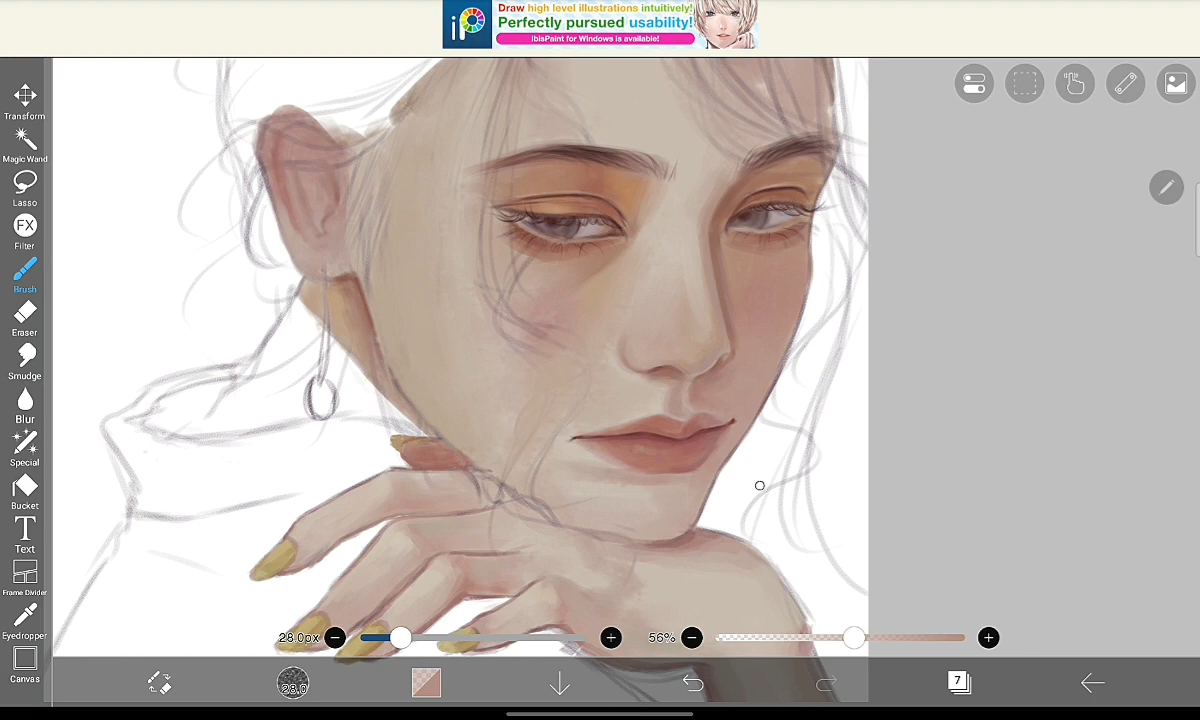 iP
Draw high level illustrations intuitively!
Perfectly pursued usability!
ibisPaint for Windows is available!
Transform
Magic Wand
Lasso
FX
Filter
Brush
Eraser
Smudge
Blur
Special
Bucket
T
Text
Frame Divider
Eyedropper
Canvas
28.0px
56%
28.0
7